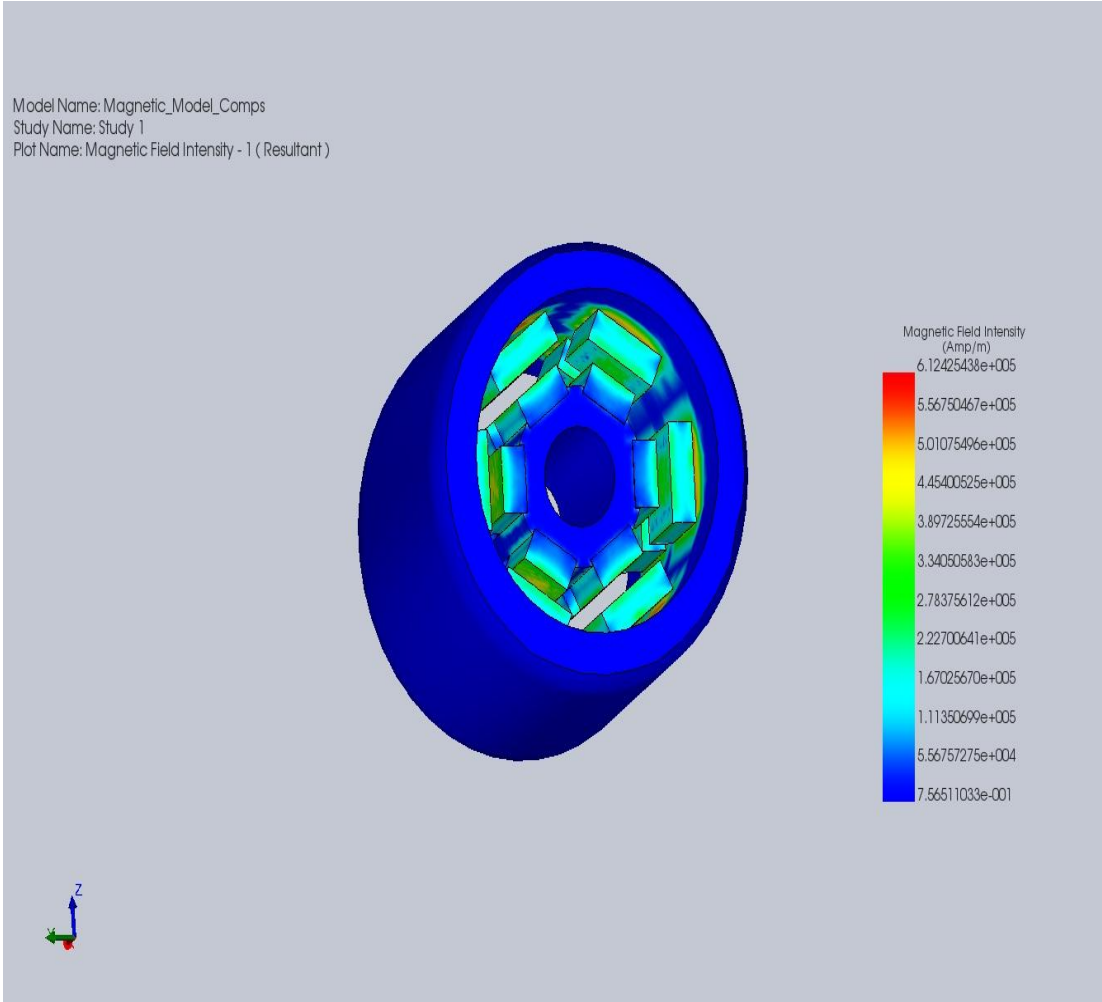 Model Name: Magnetic_Model_Comps
Study Name: Study 1
Plot Name: Magnetic Field Intensity - 1 ( Resultant )
Magnetic Field Intensity
(Amp/m)
6.12425438e+005
5.56750467e+005
5.01075496e+005
4.45400525e+005
3.89725554e+005
3.34050583e+005
2.78375612e+005
2.22700641e+005
1.67025670e+005
1.11350699e+005
5.56757275e+004
7.56511033e-001
Z
Y
X